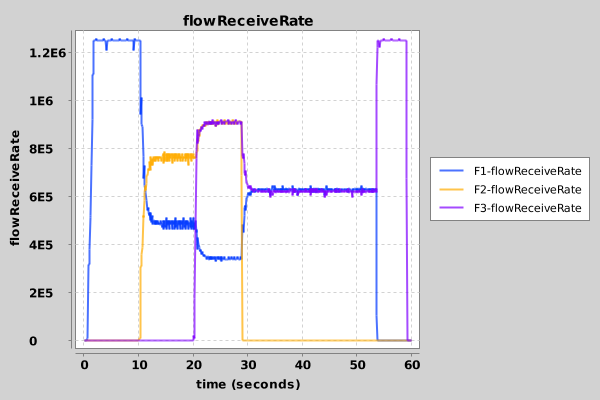 flowReceiveRate
1.2E6
1E6
8E5
6E5
4E5
2E5
0
flowReceiveRate
0 10 20 30 40 50 60
time (seconds)
F1-flowReceiveRate
F2-flowReceiveRate
F3-flowReceiveRate